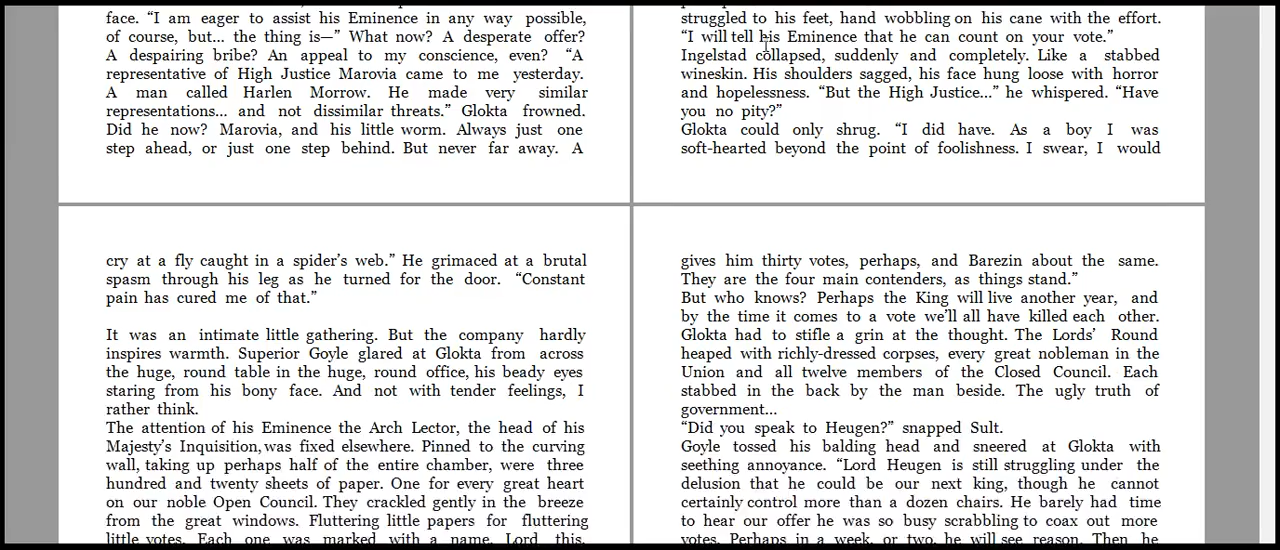 face. “I am eager to assist his Eminence in any way possible,
of course, but... the thing is—” What now? A desperate offer?
A despairing bribe? An appeal to my conscience, even? “A
representative of High Justice Marovia came to me yesterday.
A man called Harlen Morrow. He made very similar
representations... and not dissimilar threats.” Glokta frowned.
Did he now? Marovia, and his little worm. Always just one
step ahead, or just one step behind. But never far away. A
struggled to his feet, hand wobbling on his cane with the effort.
“I will tell his Eminence that he can count on your vote.”
Ingelstad collapsed, suddenly and completely. Like a stabbed
wineskin. His shoulders sagged, his face hung loose with horror
and hopelessness. “But the High Justice...” he whispered. “Have
you no pity?”
Glokta could only shrug. “I did have. As a boy I was
soft-hearted beyond the point of foolishness. I swear, I would
cry at a fly caught in a spider’s web.” He grimaced at a brutal
spasm through his leg as he turned for the door. “Constant
pain has cured me of that.”
It was an intimate little gathering. But the company hardly
inspires warmth. Superior Goyle glared at Glokta from across
the huge, round table in the huge, round office, his beady eyes
staring from his bony face. And not with tender feelings, I
rather think.
The attention of his Eminence the Arch Lector, the head of his
Majesty’s Inquisition, was fixed elsewhere. Pinned to the curving
wall, taking up perhaps half of the entire chamber, were three
hundred and twenty sheets of paper. One for every great heart
on our noble Open Council. They crackled gently in the breeze
from the great windows. Fluttering little papers for fluttering
little votes. Each one was marked with a name. Lord this,
gives him thirty votes, perhaps, and Barezin about the same.
They are the four main contenders, as things stand.”
But who knows? Perhaps the King will live another year, and
by the time it comes to a vote we’ll all have killed each other.
Glokta had to stifle a grin at the thought. The Lords’ Round
heaped with richly-dressed corpses, every great nobleman in the
Union and all twelve members of the Closed Council. Each
stabbed in the back by the man beside. The ugly truth of
government...
“Did you speak to Heugen?” snapped Sult.
Goyle tossed his balding head and sneered at Glokta with
seething annoyance. “Lord Heugen is still struggling under the
delusion that he could be our next king, though he cannot
certainly control more than a dozen chairs. He barely had time
to hear our offer he was so busy scrabbling to coax out more
votes. Perhaps in a week, or two, he will see reason. Then he